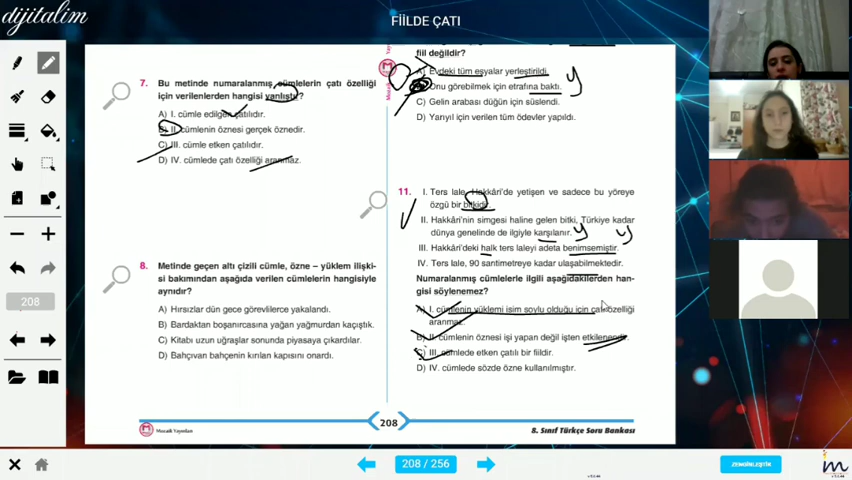 dijitalim
FİİLDE ÇATI
fiil değildir?
A) Evdeki tüm eşyalar yerleştirildi.
Onu görebilmek için etrafına baktı.
C) Gelin arabası düğün için süslendi.
D) Yarıyıl için verilen tüm ödevler yapıldı.
7. Bu metinde numaralanmış cümlelerin çatı özelliği
için verilenlerden hangisi yanlıştır?
A) I. cümle edilgen çatılıdır.
B) II. cümlenin öznesi gerçek öznedir.
C) III. cümle etken çatılıdır.
D) IV. cümlede çatı özelliği aranmaz.
11. I. Ters lale, Hakkâri'de yetişen ve sadece bu yöreye
özgü bir bitkidir.
II. Hakkâri'nin simgesi haline gelen bitki, Türkiye kadar
dünya genelinde de ilgiyle karşılanır.
III. Hakkâri'deki halk ters laleyi adeta benimsemiştir.
IV. Ters lale, 90 santimetreye kadar ulaşabilmektedir.
Numaralanmış cümlelerle ilgili aşağıdakilerden han-
gisi söylenemez?
A) I. cümlenin yüklemi isim soylu olduğu için çatı özelliği
aranmaz.
B) II. cümlenin öznesi işi yapan değil işten etkilenendir.
C) III. cümlede etken çatılı bir fiildir.
D) IV. cümlede sözde özne kullanılmıştır.
8. Metinde geçen altı çizili cümle, özne – yüklem ilişki-
si bakımından aşağıda verilen cümlelerin hangisiyle
aynıdır?
A) Hırsızlar dün gece görevlilerce yakalandı.
B) Bardaktan boşanırcasına yağan yağmurdan kaçıştık.
C) Kitabı uzun uğraşlar sonunda piyasaya çıkardılar.
D) Bahçıvan bahçenin kırılan kapısını onardı.
208
Mozaik Yayınları
208
8. Sınıf Türkçe Soru Bankası
208 / 256
ZENGİNLEŞTİR